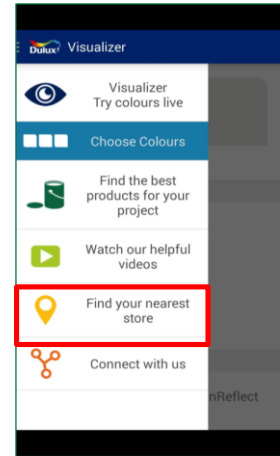 Dulux Visualizer
Visualizer
Try colours live
Choose Colours
Find the best
products for your
project
Watch our helpful
videos
Find your nearest
store
Connect with us
nReflect